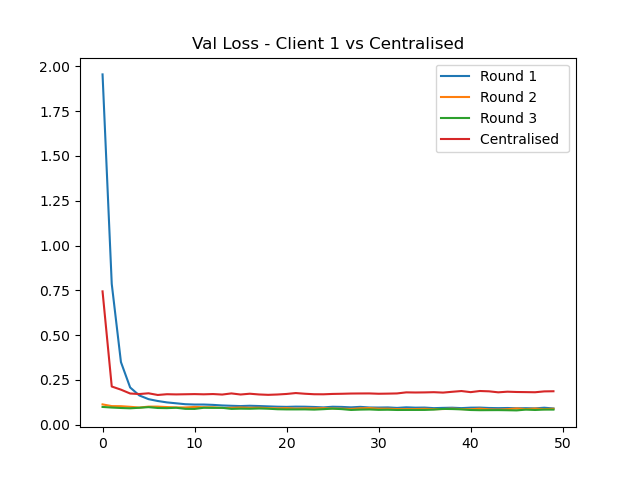 Val Loss - Client 1 vs Centralised
2.00
1.75
1.50
1.25
1.00
0.75
0.50
0.25
0.00
Round 1
Round 2
Round 3
Centralised
0 10 20 30 40 50